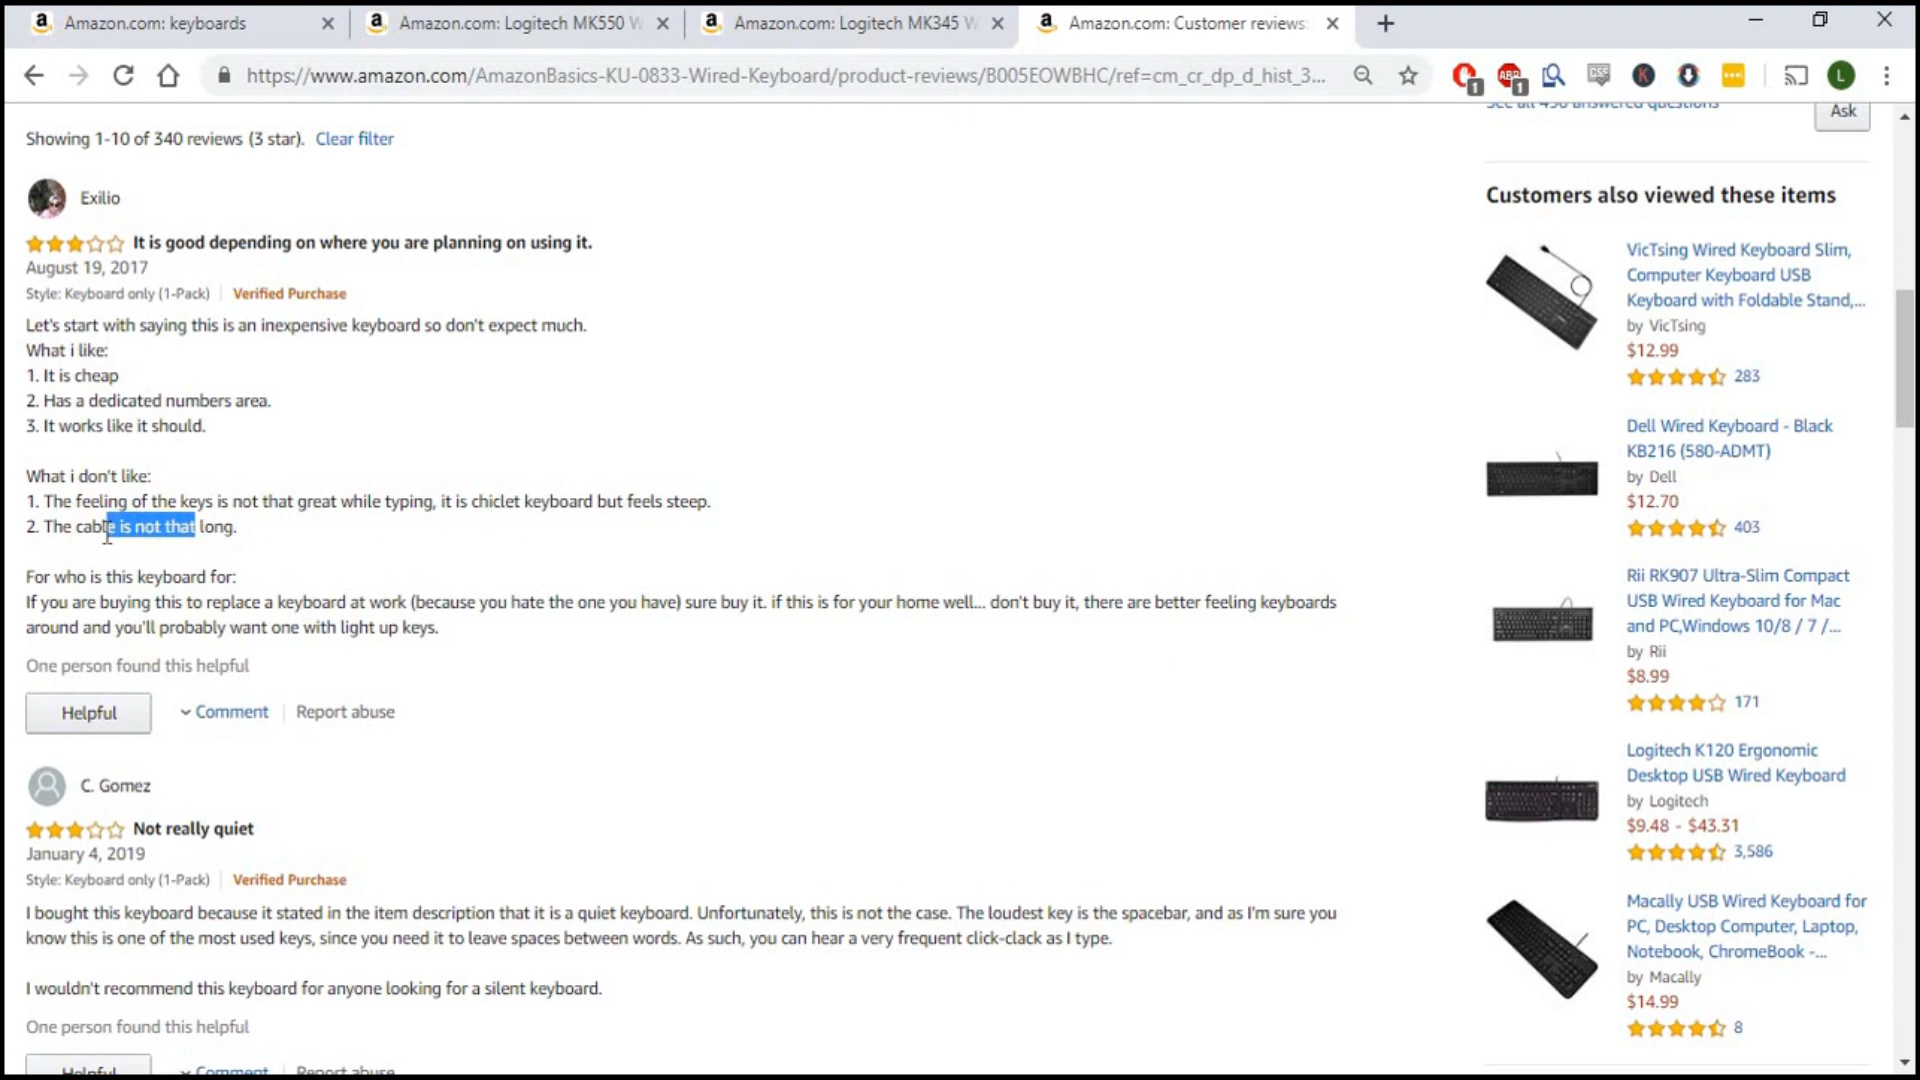 Amazon.com: keyboards
Amazon.com: Logitech MK550 W
Amazon.com: Logitech MK345 W
Amazon.com: Customer reviews:
https://www.amazon.com/AmazonBasics-KU-0833-Wired-Keyboard/product-reviews/B005EOWBHC/ref=cm_cr_dp_d_hist_3...
1
ABP
1
CSS
K
L
Showing 1-10 of 340 reviews (3 star). Clear filter
Exilio
It is good depending on where you are planning on using it.
August 19, 2017
Style: Keyboard only (1-Pack) | Verified Purchase
Let's start with saying this is an inexpensive keyboard so don't expect much.
What i like:
1. It is cheap
2. Has a dedicated numbers area.
3. It works like it should.
What i don't like:
1. The feeling of the keys is not that great while typing, it is chiclet keyboard but feels steep.
2. The cable is not that long.
For who is this keyboard for:
If you are buying this to replace a keyboard at work (because you hate the one you have) sure buy it. if this is for your home well... don't buy it, there are better feeling keyboards
around and you'll probably want one with light up keys.
One person found this helpful
Helpful
Comment
Report abuse
C. Gomez
Not really quiet
January 4, 2019
Style: Keyboard only (1-Pack) | Verified Purchase
I bought this keyboard because it stated in the item description that it is a quiet keyboard. Unfortunately, this is not the case. The loudest key is the spacebar, and as I'm sure you
know this is one of the most used keys, since you need it to leave spaces between words. As such, you can hear a very frequent click-clack as I type.
I wouldn't recommend this keyboard for anyone looking for a silent keyboard.
One person found this helpful
Helpful
Comment
Report abuse
See all 450 answered questions
Ask
Customers also viewed these items
VicTsing Wired Keyboard Slim,
Computer Keyboard USB
Keyboard with Foldable Stand,...
by VicTsing
$12.99
283
Dell Wired Keyboard - Black
KB216 (580-ADMT)
by Dell
$12.70
403
Rii RK907 Ultra-Slim Compact
USB Wired Keyboard for Mac
and PC,Windows 10/8 / 7 /...
by Rii
$8.99
171
Logitech K120 Ergonomic
Desktop USB Wired Keyboard
by Logitech
$9.48 - $43.31
3,586
Macally USB Wired Keyboard for
PC, Desktop Computer, Laptop,
Notebook, ChromeBook -...
by Macally
$14.99
8